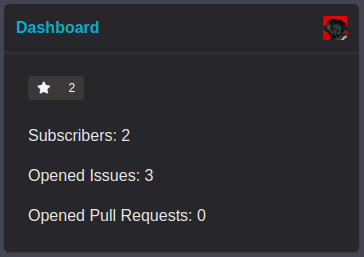 Dashboard
2
Subscribers: 2
Opened Issues: 3
Opened Pull Requests: 0